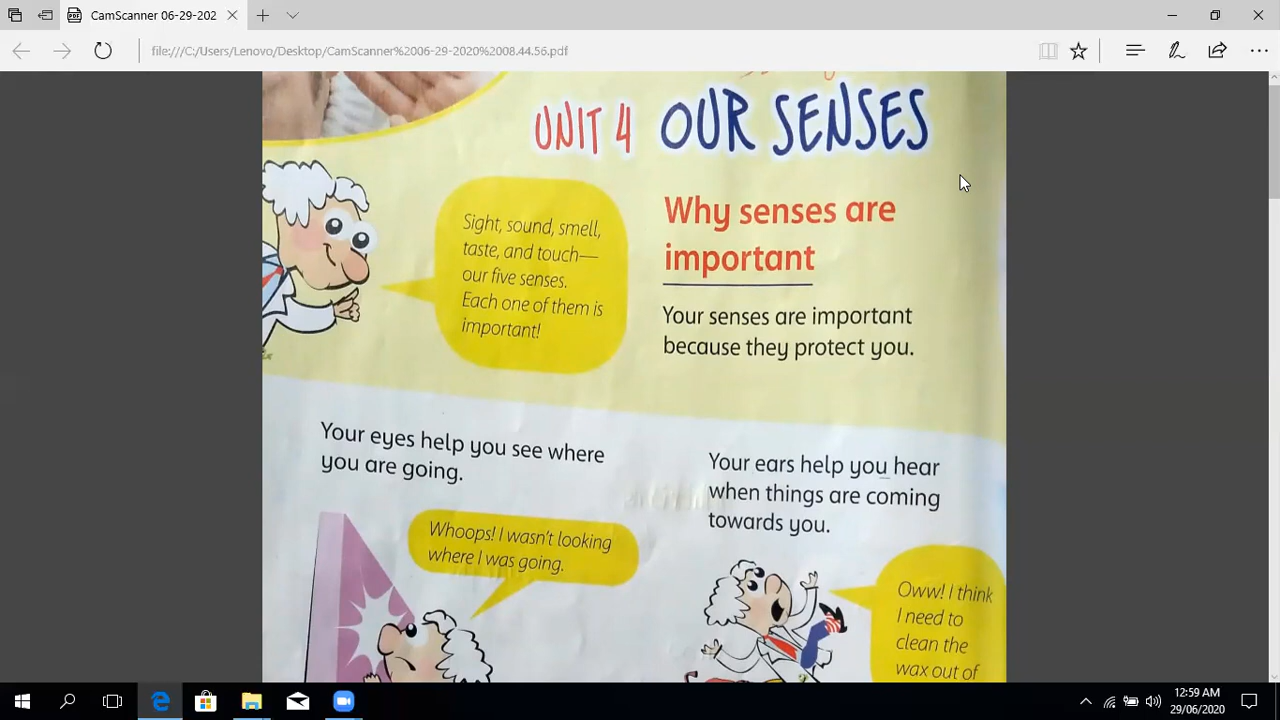 CamScanner 06-29-202
file:///C:/Users/Lenovo/Desktop/CamScanner%2006-29-2020%2008.44.56.pdf
UNIT 4 OUR SENSES
Sight, sound, smell,
taste, and touch—
our five senses.
Each one of them is
important!
Why senses are
important
Your senses are important
because they protect you.
Your eyes help you see where
you are going.
Whoops! I wasn't looking
where I was going.
Your ears help you hear
when things are coming
towards you.
Oww! I think
I need to
clean the
wax out of
12:59 AM
29/06/2020